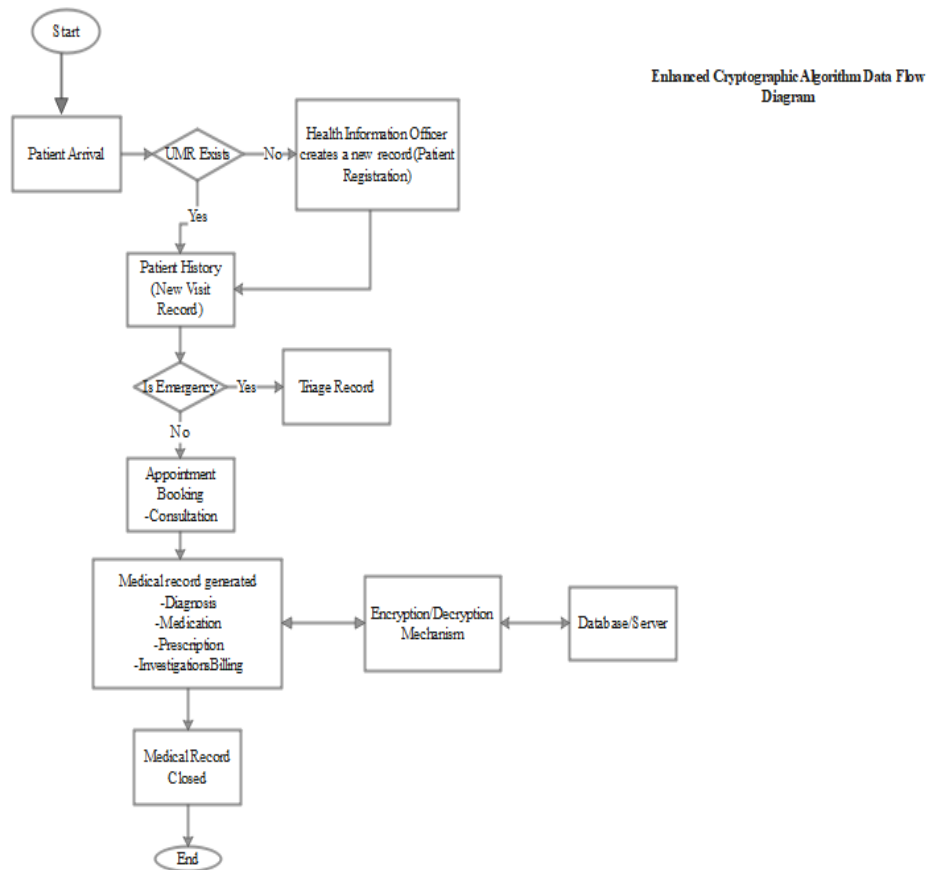 Start
Enhanced Cryptographic Algorithm Data Flow
Diagram
Patient Arrival
UMR Exists
No
Health Information Officer
creates a new record(Patient
Registration)
Yes
Patient History
(New Visit
Record)
Is Emergency
Yes
Triage Record
No
Appointment
Booking
-Consultation
Medical record generated
-Diagnosis
-Medication
-Prescription
-InvestigationsBilling
Encryption/Decryption
Mechanism
Database/Server
Medical Record
Closed
End